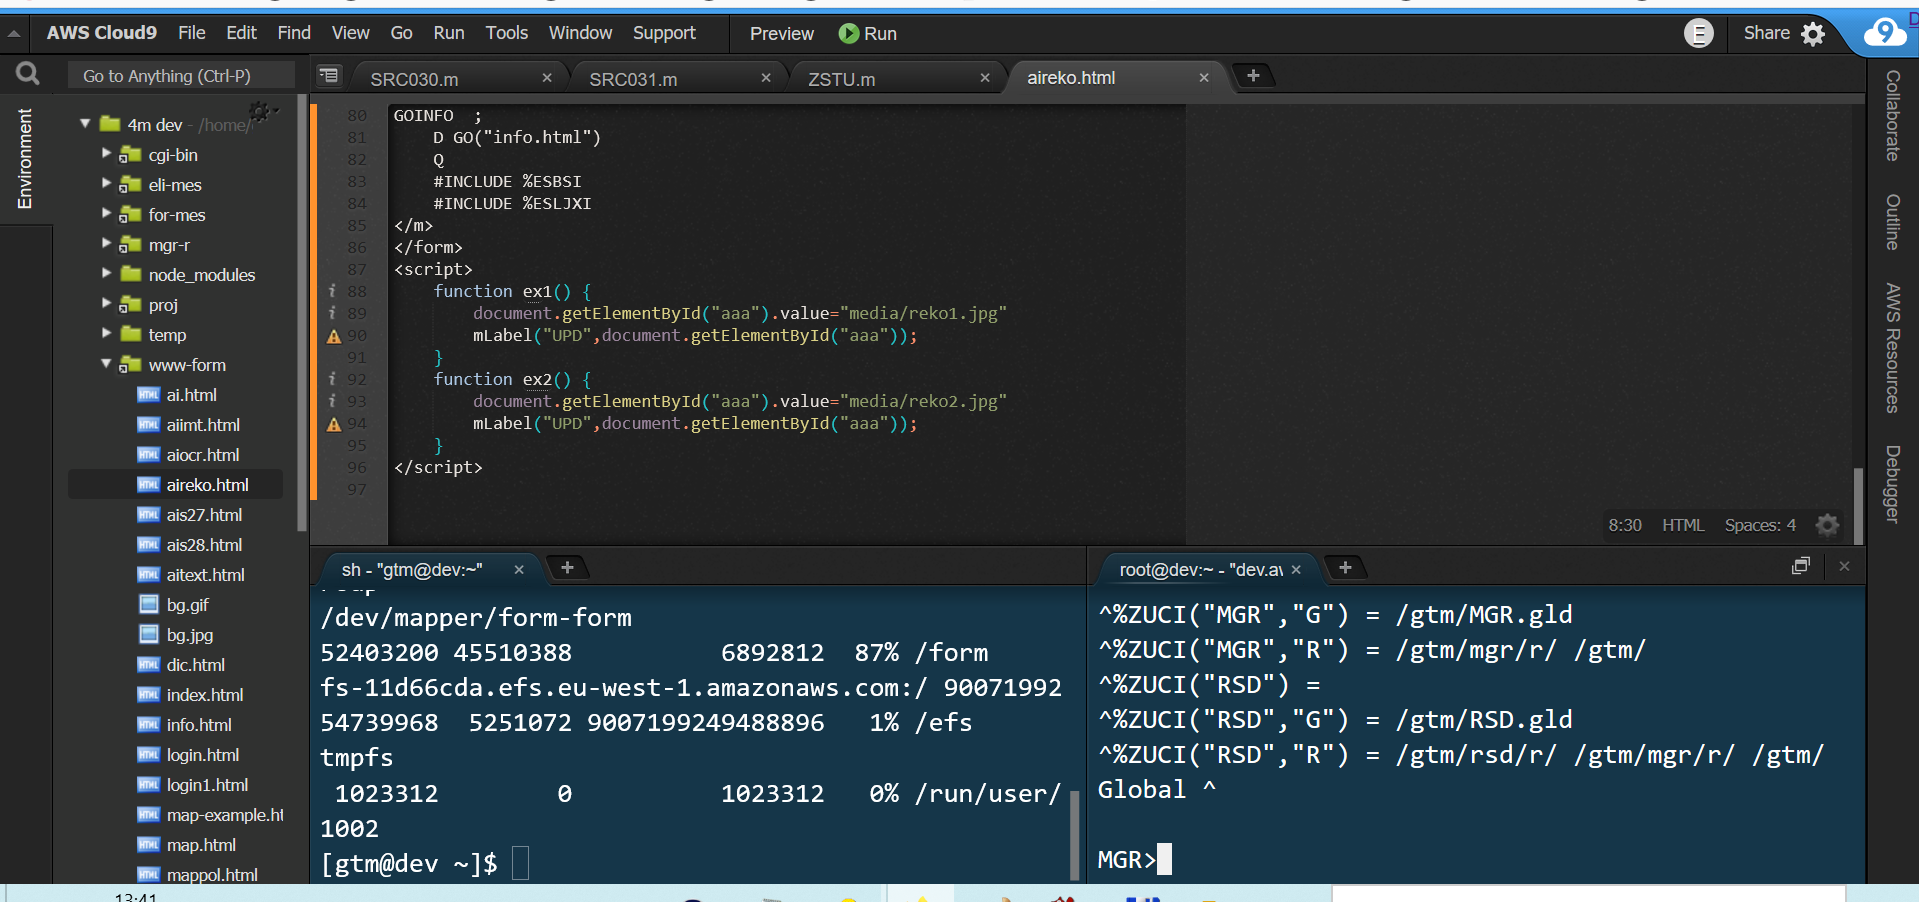 AWS Cloud9 File Edit Find View Go Run Tools Window Support Preview Run E Share 9 D
Go to Anything (Ctrl-P)
SRC030.m × SRC031.m × ZSTU.m × aireko.html × +
Environment
4m dev - /home/
cgi-bin
eli-mes
for-mes
mgr-r
node_modules
proj
temp
www-form
ai.html
aiimt.html
aiocr.html
aireko.html
ais27.html
ais28.html
aitext.html
bg.gif
bg.jpg
dic.html
index.html
info.html
login.html
login1.html
map-example.ht
map.html
mappol.html
80 GOINFO ;
81 D GO("info.html")
82 Q
83 #INCLUDE %ESBSI
84 #INCLUDE %ESLJXI
85 </m>
86 </form>
87 <script>
88 function ex1() {
89 document.getElementById("aaa").value="media/reko1.jpg"
90 mLabel("UPD",document.getElementById("aaa"));
91 }
92 function ex2() {
93 document.getElementById("aaa").value="media/reko2.jpg"
94 mLabel("UPD",document.getElementById("aaa"));
95 }
96 </script>
97
8:30 HTML Spaces: 4
Collaborate
Outline
AWS Resources
Debugger
sh - "gtm@dev:~" × +
/dev/mapper/form-form
52403200 45510388 6892812 87% /form
fs-11d66cda.efs.eu-west-1.amazonaws.com:/ 90071992
54739968 5251072 9007199249488896 1% /efs
tmpfs
1023312 0 1023312 0% /run/user/
1002
[gtm@dev ~]$
root@dev:~ - "dev.av × +
^%ZUCI("MGR","G") = /gtm/MGR.gld
^%ZUCI("MGR","R") = /gtm/mgr/r/ /gtm/
^%ZUCI("RSD") =
^%ZUCI("RSD","G") = /gtm/RSD.gld
^%ZUCI("RSD","R") = /gtm/rsd/r/ /gtm/mgr/r/ /gtm/
Global ^
MGR>
13:41